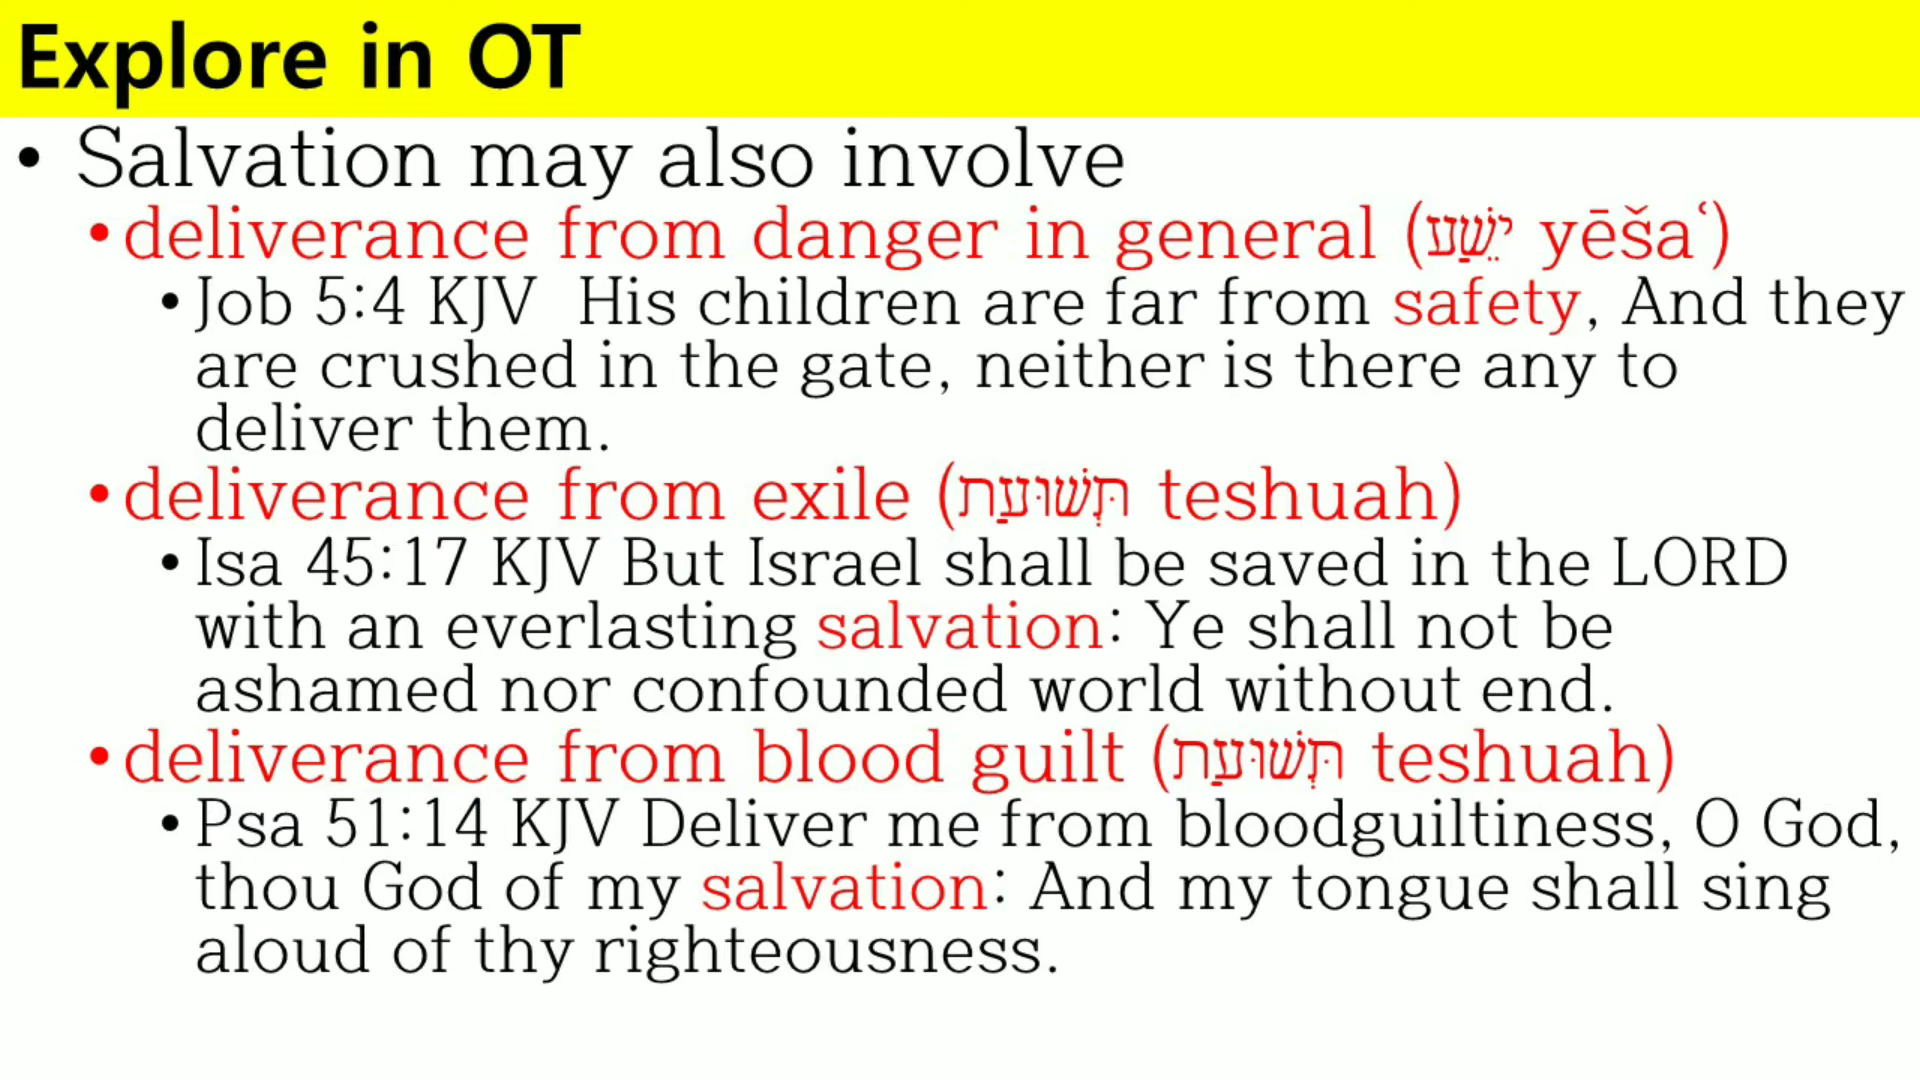 Explore in OT
• Salvation may also involve
• deliverance from danger in general (יֵשַׁע yēšaʿ)
• Job 5:4 KJV  His children are far from safety, And they
are crushed in the gate, neither is there any to
deliver them.
• deliverance from exile (תְּשׁוּעַת teshuah)
• Isa 45:17 KJV But Israel shall be saved in the LORD
with an everlasting salvation: Ye shall not be
ashamed nor confounded world without end.
• deliverance from blood guilt (תְּשׁוּעַת teshuah)
• Psa 51:14 KJV Deliver me from bloodguiltiness, O God,
thou God of my salvation: And my tongue shall sing
aloud of thy righteousness.